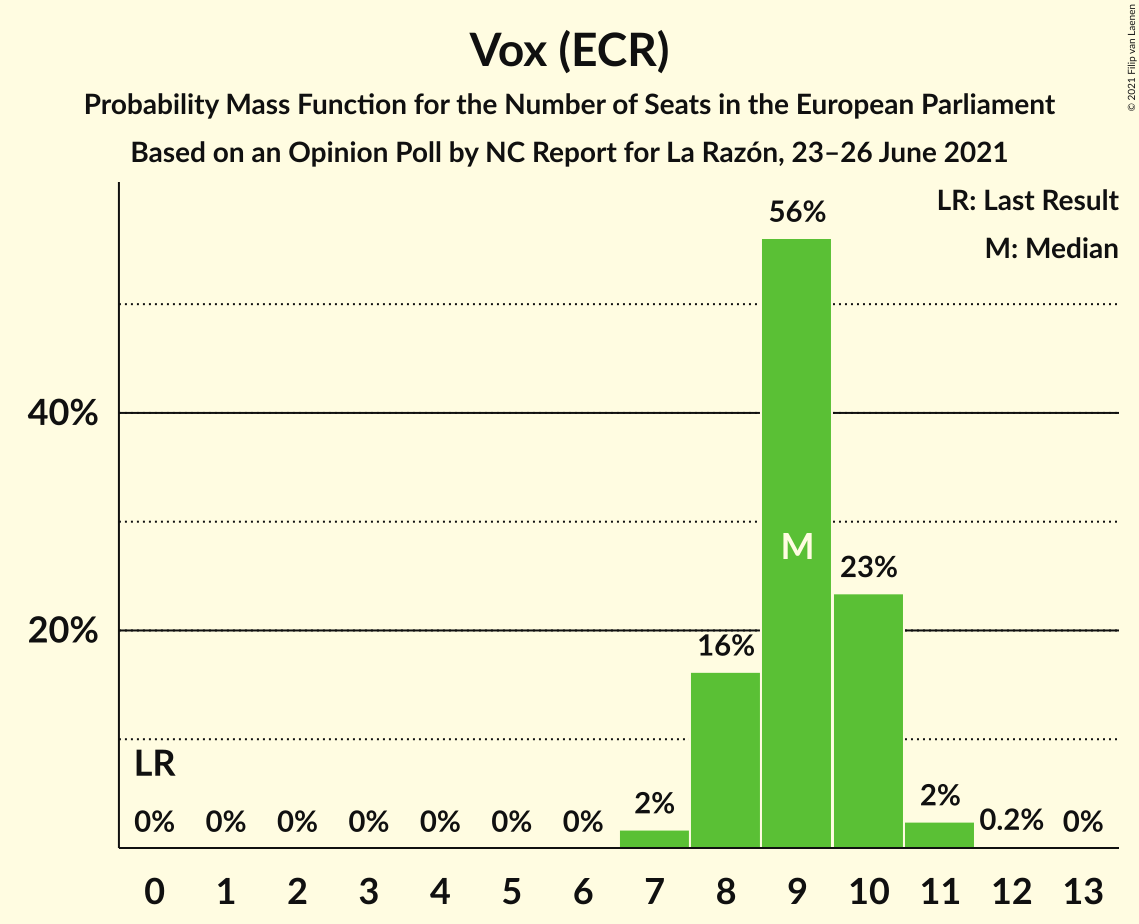 Vox (ECR)
Probability Mass Function for the Number of Seats in the European Parliament
Based on an Opinion Poll by NC Report for La Razón, 23–26 June 2021
© 2021 Filip van Laenen
LR: Last Result
M: Median
56%
40%
M
23%
20%
16%
LR
2%
2%
0% 0% 0% 0% 0% 0% 0% 0.2% 0%
0 1 2 3 4 5 6 7 8 9 10 11 12 13